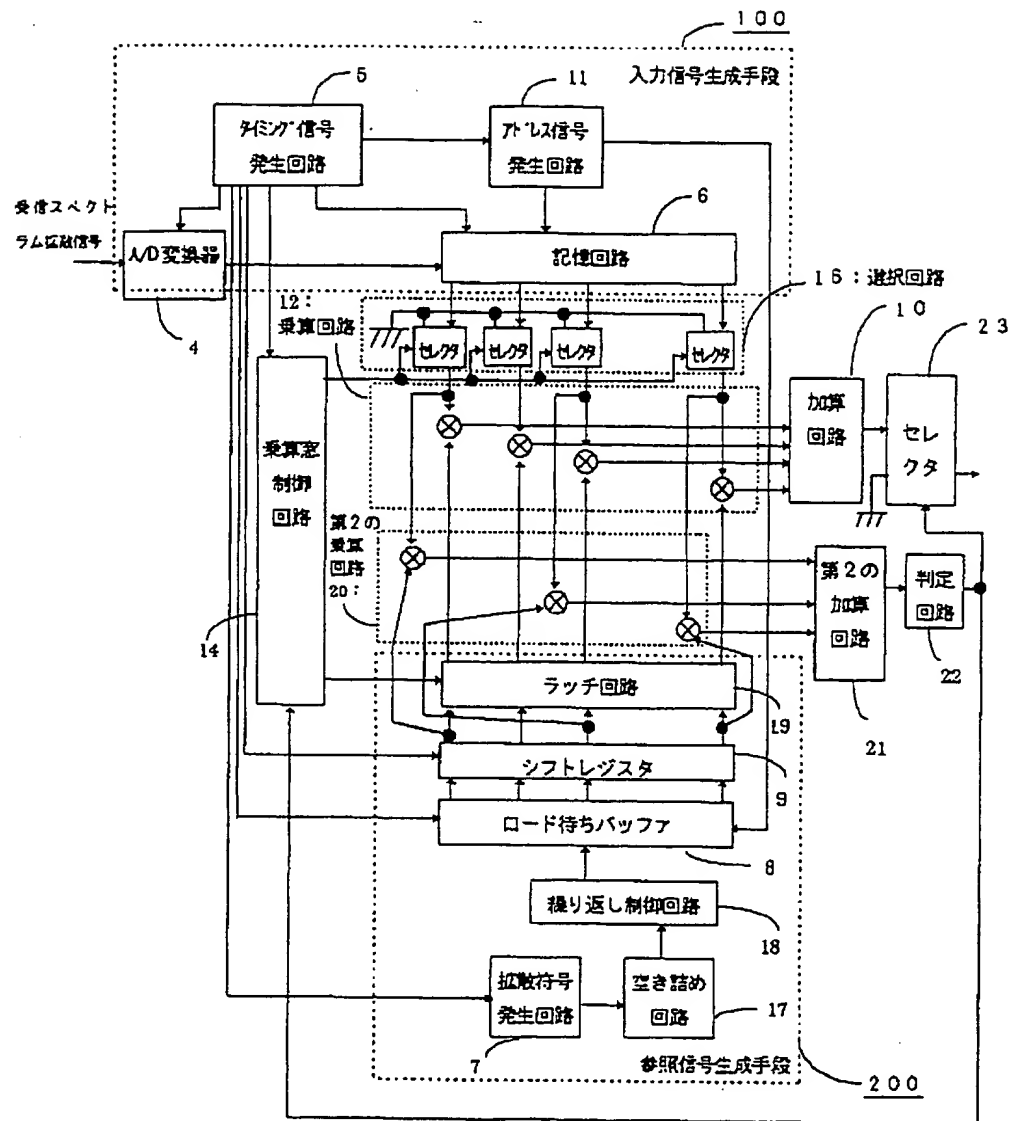 100
入力信号生成手段
5
11
タイミング信号
発生回路
アドレス信号
発生回路
受信スペクト
ラム拡散信号
A/D変換器
4
6
記憶回路
12:
乗算回路
16:選択回路
セレクタ
セレクタ
セレクタ
セレクタ
10
23
加算
回路
セレ
クタ
乗算窓
制御
回路
14
第2の
乗算
回路
20:
第2の
加算
回路
21
判定
回路
22
ラッチ回路
19
シフトレジスタ
9
ロード待ちバッファ
8
繰り返し制御回路
18
拡散符号
発生回路
7
空き詰め
回路
17
参照信号生成手段
200